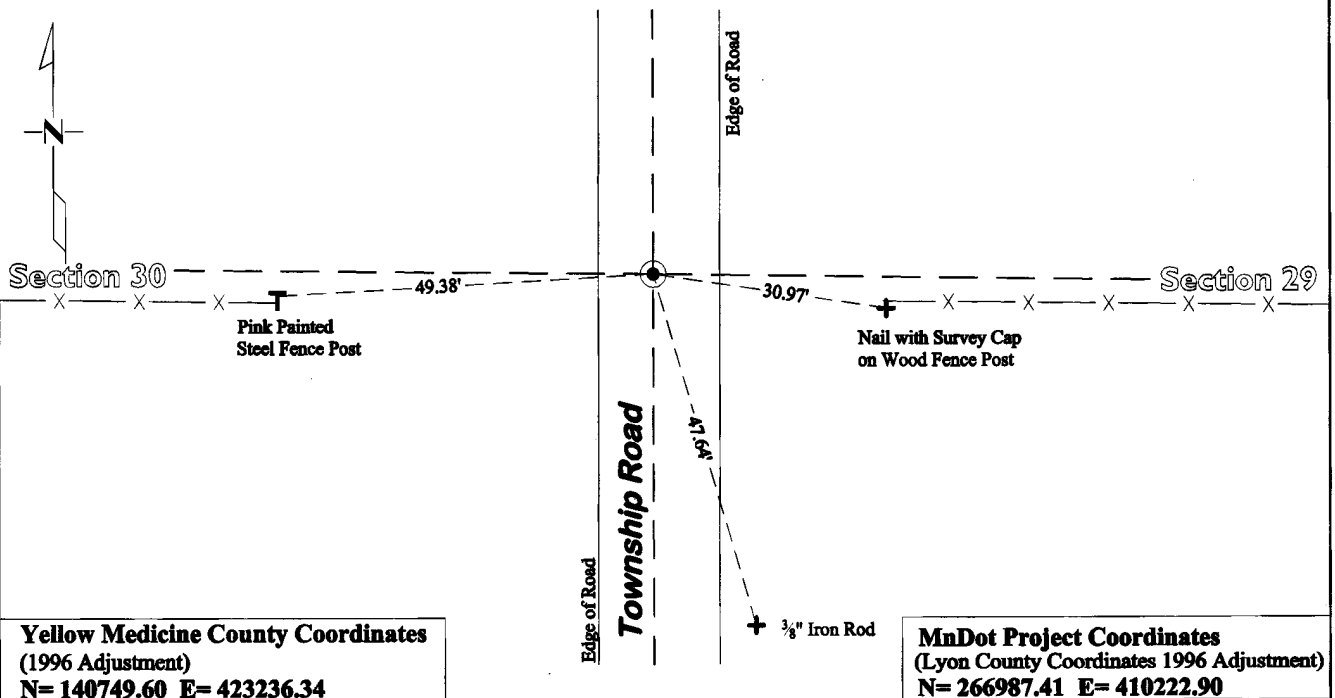 Edge of Road
N
Section 30
49.38'
30.97'
Section 29
X X X
X X X X X
Pink Painted
Steel Fence Post
Nail with Survey Cap
on Wood Fence Post
47.64'
Township Road
Edge of Road
3/8" Iron Rod
Yellow Medicine County Coordinates
(1996 Adjustment)
N= 140749.60 E= 423236.34
MnDot Project Coordinates
(Lyon County Coordinates 1996 Adjustment)
N= 266987.41 E= 410222.90